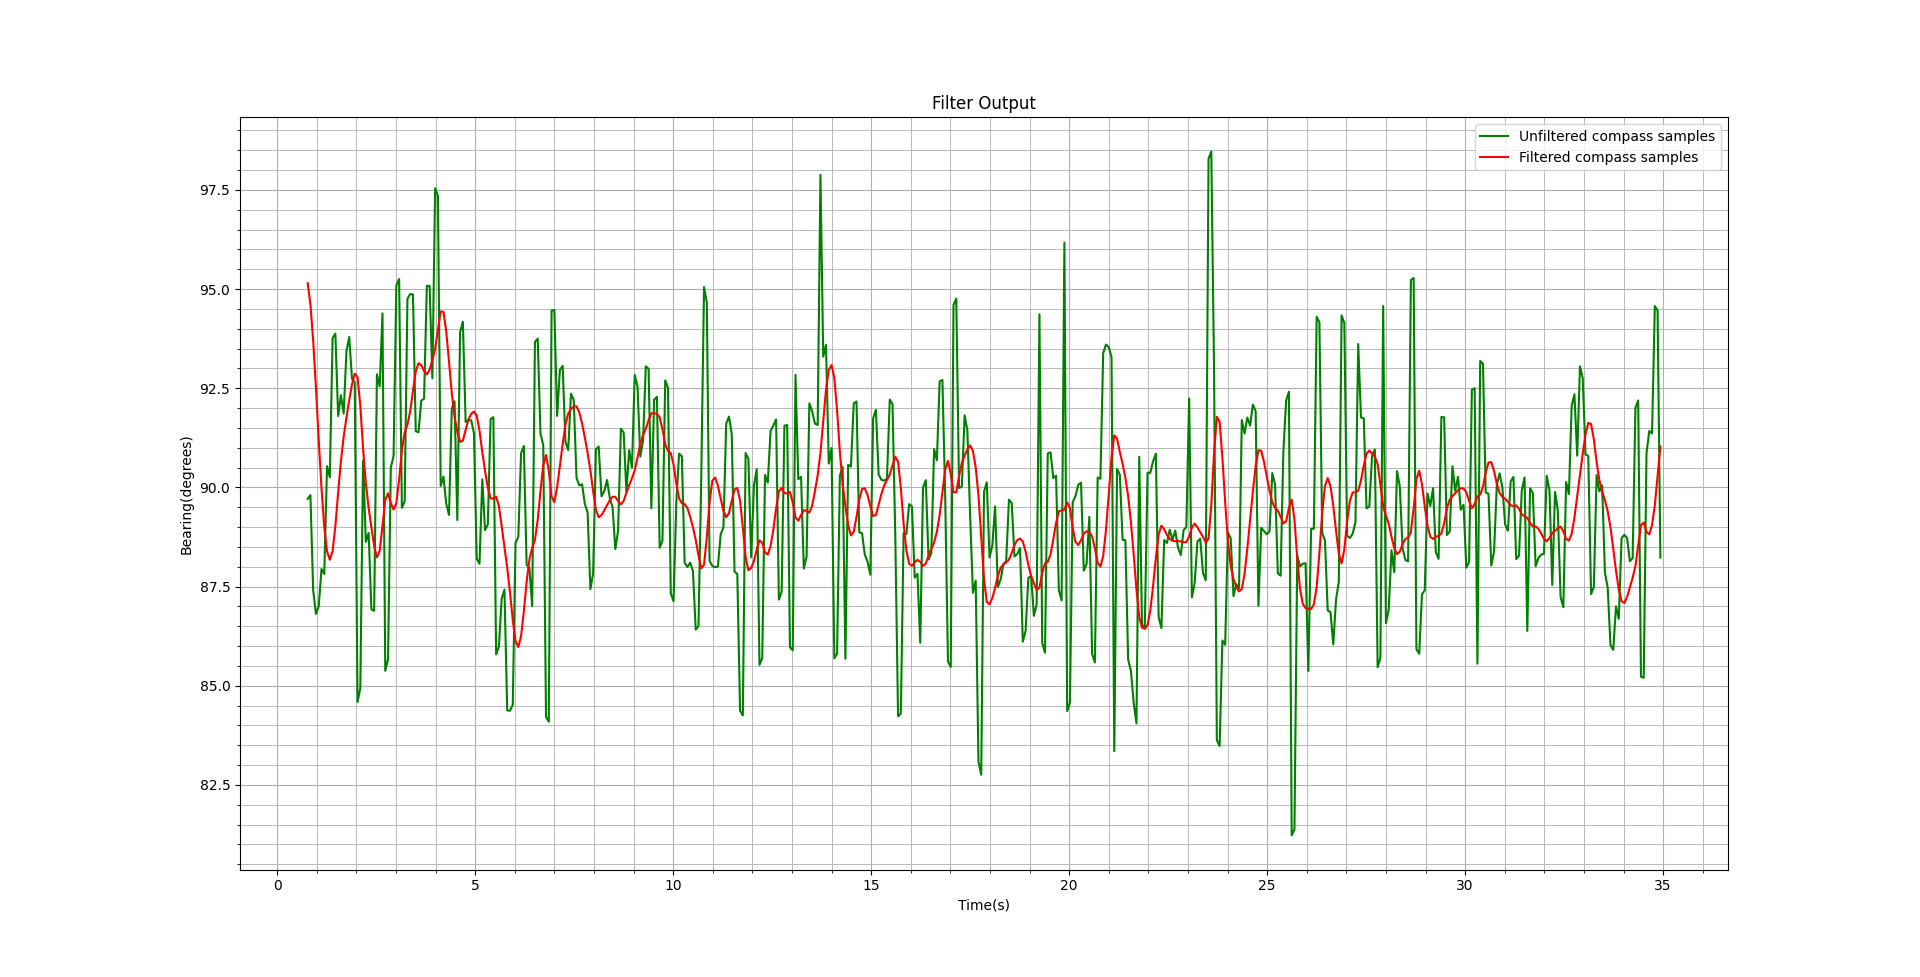 Filter Output
Unfiltered compass samples
Filtered compass samples
97.5
95.0
92.5
90.0
87.5
85.0
82.5
Bearing(degrees)
0 5 10 15 20 25 30 35
Time(s)